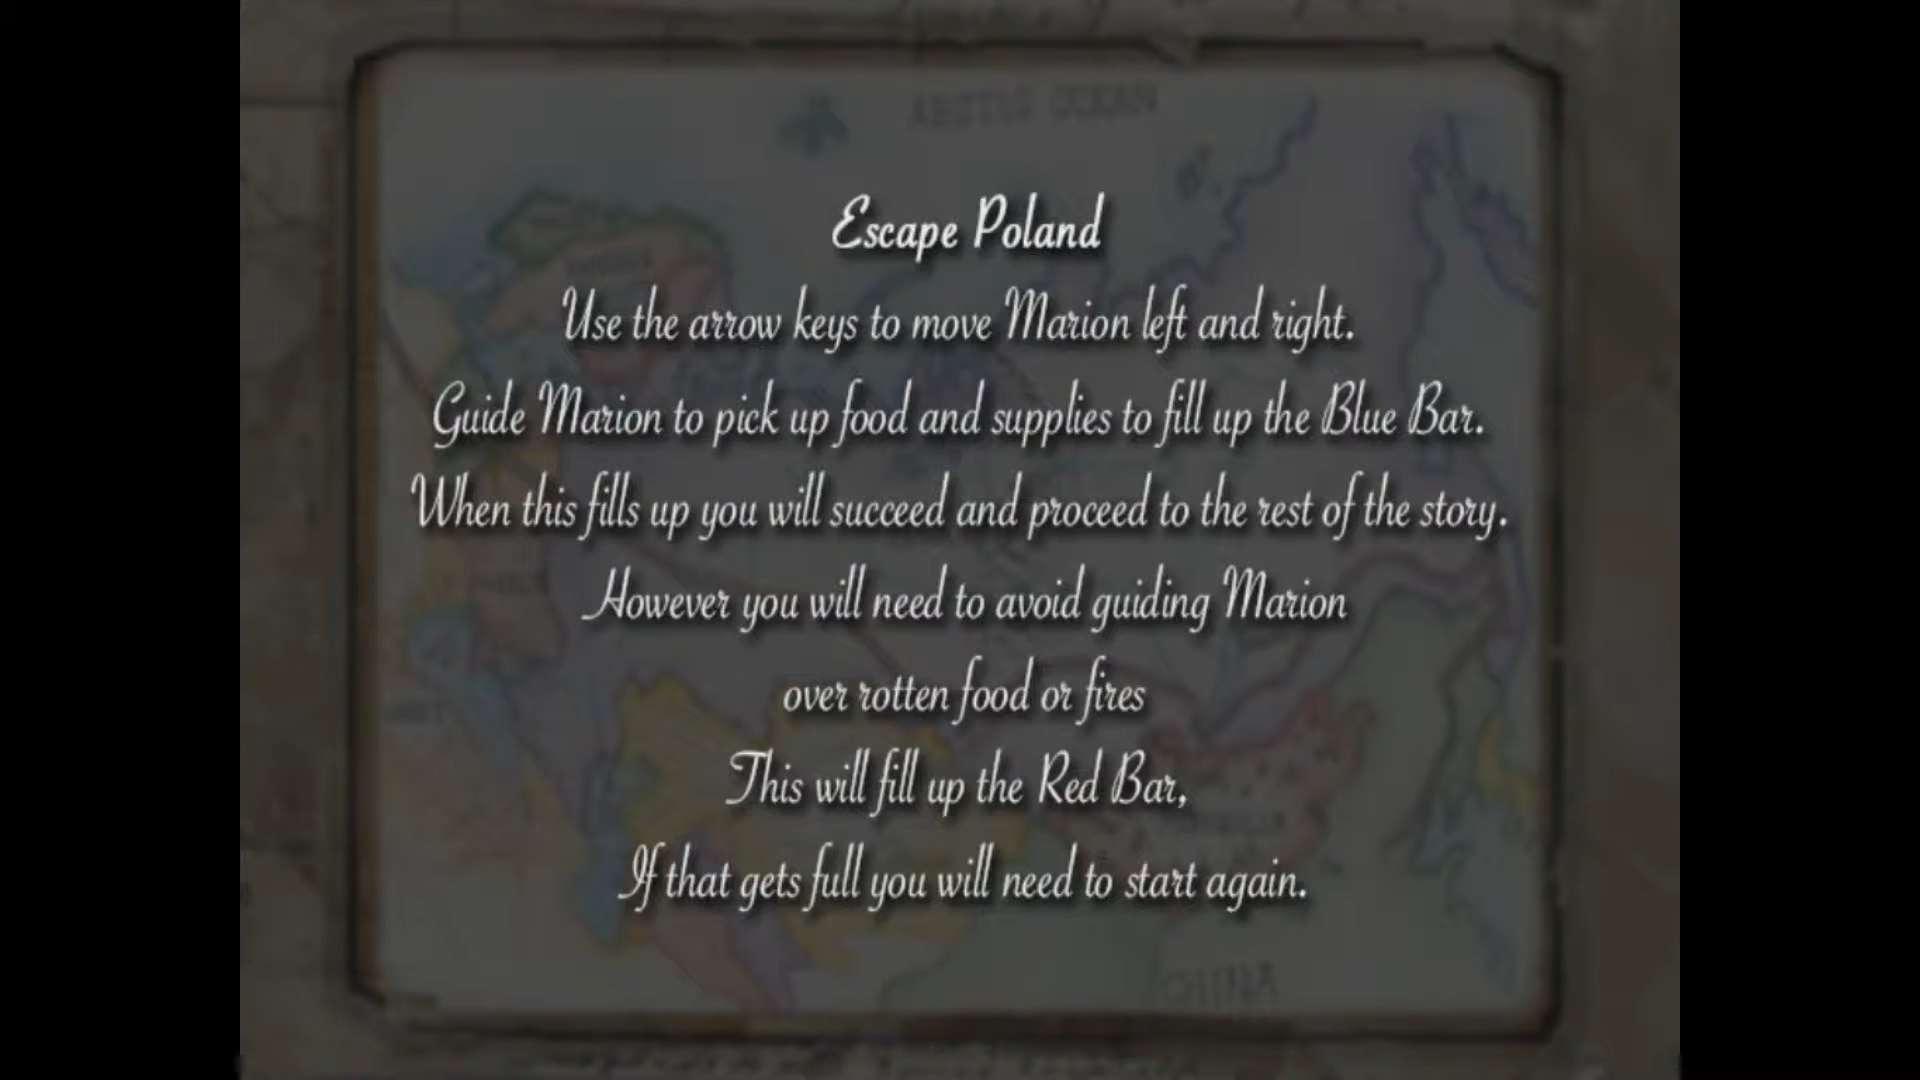 ARCTIC OCEAN
Escape Poland
Use the arrow keys to move Marion left and right.
Guide Marion to pick up food and supplies to fill up the Blue Bar.
When this fills up you will succeed and proceed to the rest of the story.
However you will need to avoid guiding Marion
over rotten food or fires
This will fill up the Red Bar,
If that gets full you will need to start again.
CHINA